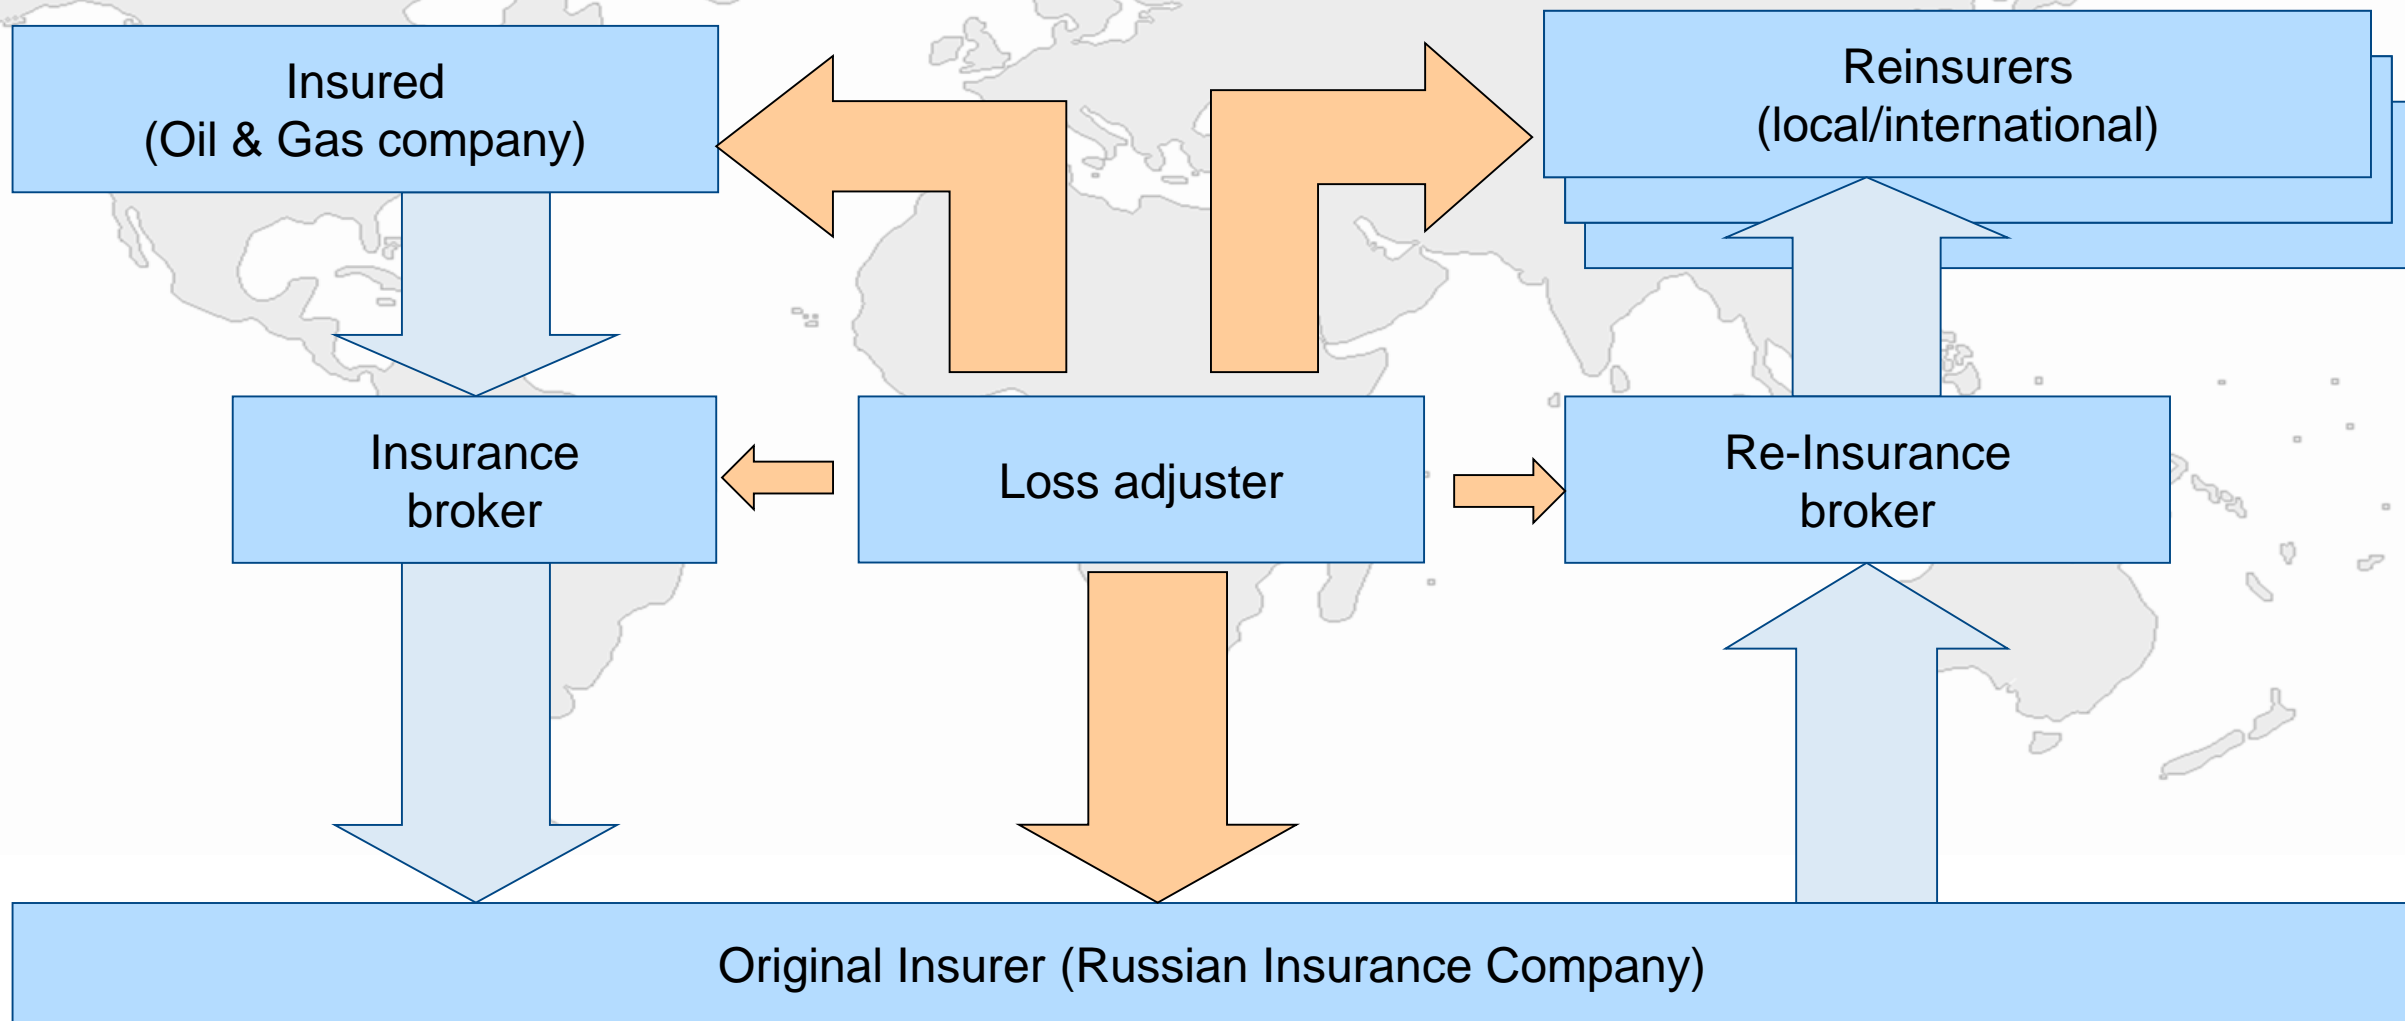 Insured
(Oil & Gas company)
Reinsurers
(local/international)
Insurance
broker
Loss adjuster
Re-Insurance
broker
Original Insurer (Russian Insurance Company)